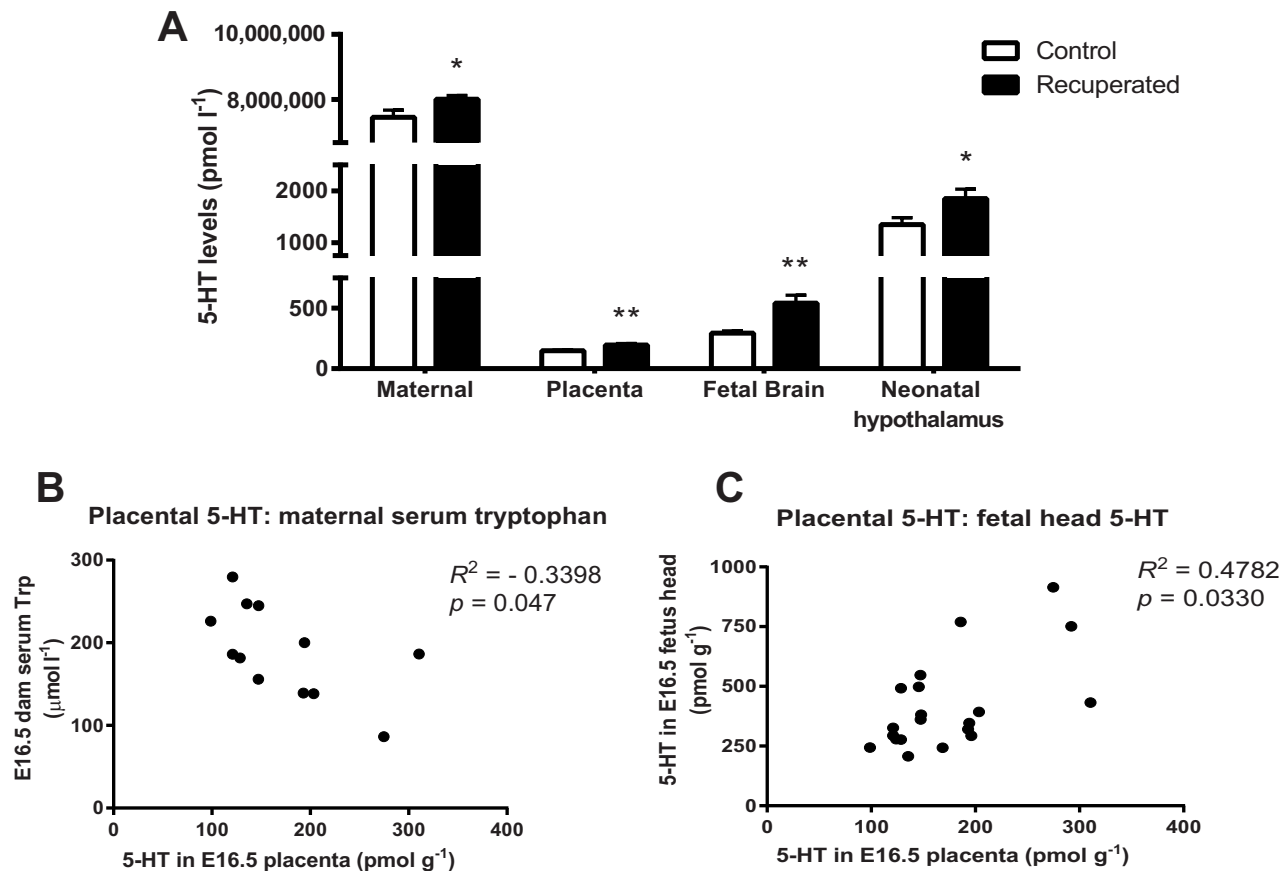 A
5-HT levels (pmol l⁻¹)
10,000,000
8,000,000
2000
1000
500
0
*
**
**
*
Control
Recuperated
Maternal
Placenta
Fetal Brain
Neonatal
hypothalamus
B
Placental 5-HT: maternal serum tryptophan
R² = - 0.3398
p = 0.047
E16.5 dam serum Trp
(μmol l⁻¹)
300
200
100
0
0 100 200 300 400
5-HT in E16.5 placenta (pmol g⁻¹)
C
Placental 5-HT: fetal head 5-HT
R² = 0.4782
p = 0.0330
5-HT in E16.5 fetus head
(pmol g⁻¹)
1000
750
500
250
0
0 100 200 300 400
5-HT in E16.5 placenta (pmol g⁻¹)